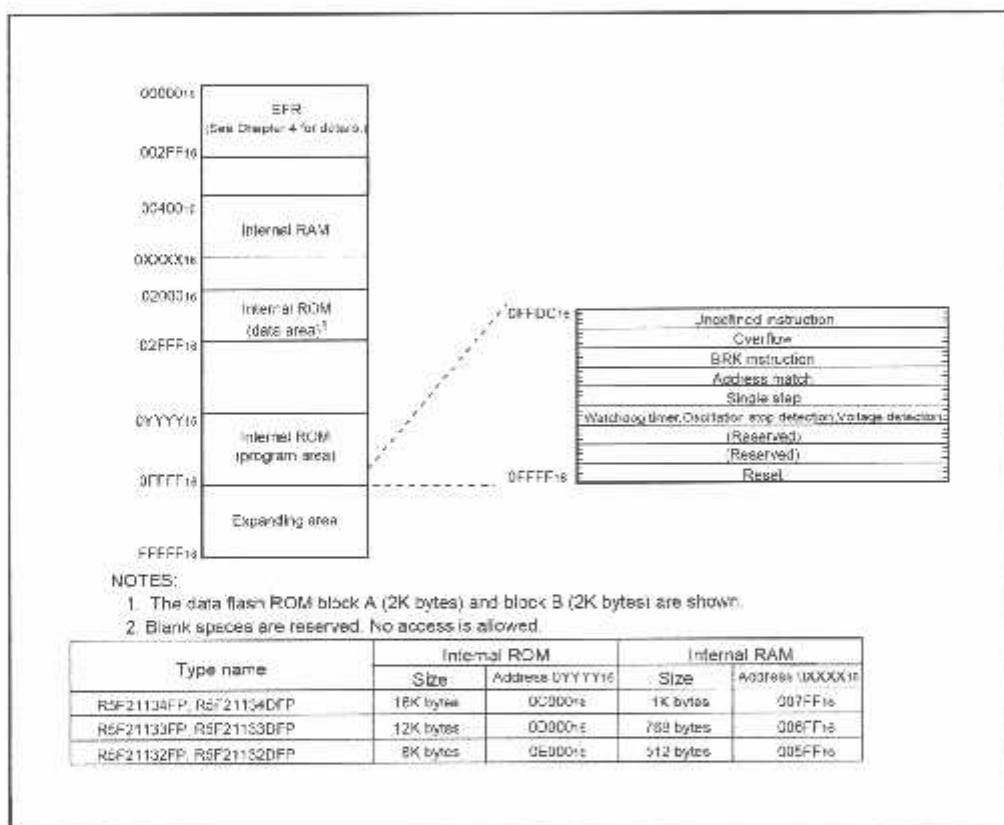 0000016
SFR
(See Chapter 4 for details.)
002FF16
0040016
Internal RAM
0XXXX16
0200016
Internal ROM
(data area)1
02FFF16
0YYYY16
Internal ROM
(program area)
0FFFF16
Expanding area
FFFFF16
0FFDC16
Undefined instruction
Overflow
BRK instruction
Address match
Single step
Watchdog timer,Oscillation stop detection,Voltage detection
(Reserved)
(Reserved)
Reset
0FFFF16
NOTES:
1. The data flash ROM block A (2K bytes) and block B (2K bytes) are shown.
2. Blank spaces are reserved. No access is allowed.
Type name Internal ROM Internal RAM
Size Address 0YYYY16 Size Address 0XXXX16
R5F21134FP, R5F21134DFP 16K bytes 0C00016 1K bytes 007FF16
R5F21133FP, R5F21133DFP 12K bytes 0D00016 768 bytes 006FF16
R5F21132FP, R5F21132DFP 8K bytes 0E00016 512 bytes 005FF16